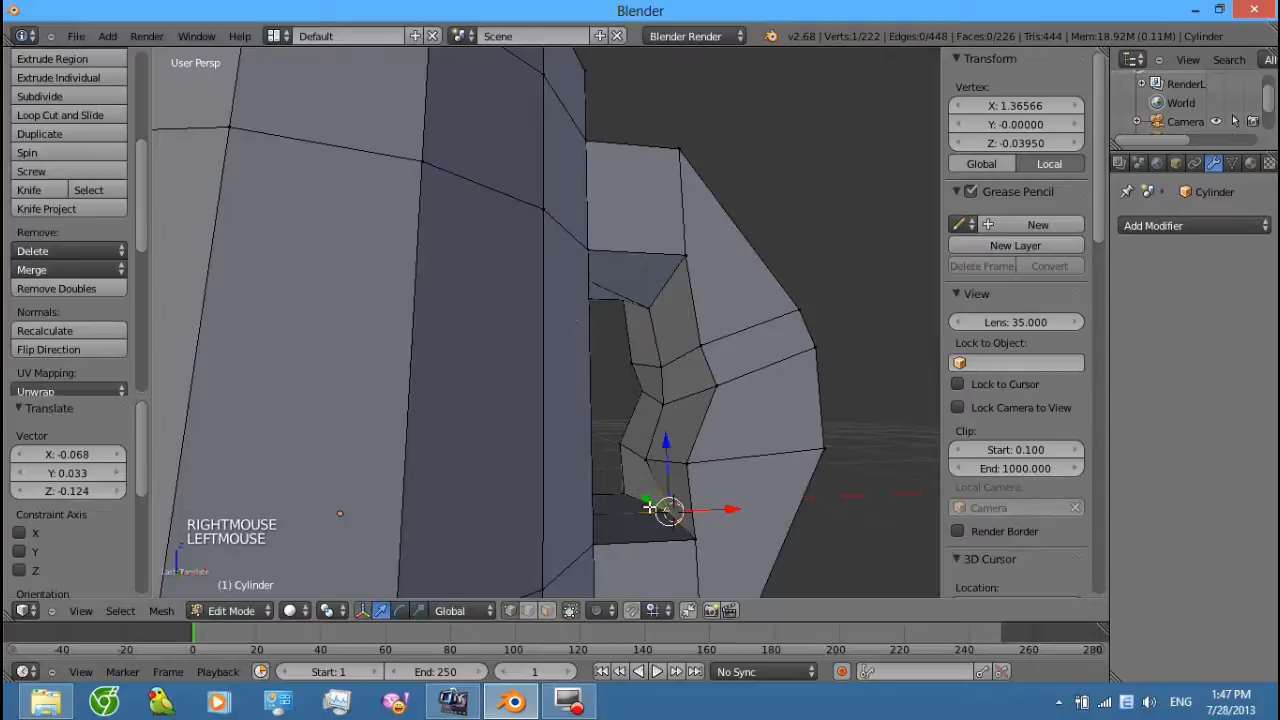 Blender
File Add Render Window Help
Default
Scene
Blender Render
v2.68 | Verts:1/222 | Edges:0/448 | Faces:0/226 | Tris:444 | Mem:18.92M (0.11M) | Cylinder
Extrude Region
Extrude Individual
Subdivide
Loop Cut and Slide
Duplicate
Spin
Screw
Knife Select
Knife Project
Remove:
Delete
Merge
Remove Doubles
Normals:
Recalculate
Flip Direction
UV Mapping:
Unwrap
Translate
Vector
X: -0.068
Y: 0.033
Z: -0.124
Constraint Axis
X
Y
Z
Orientation
User Persp
RIGHTMOUSE
LEFTMOUSE
Last: Translate
(1) Cylinder
Transform
Vertex:
X: 1.36566
Y: -0.00000
Z: -0.03950
Global Local
Grease Pencil
New
New Layer
Delete Frame Convert
View
Lens: 35.000
Lock to Object:
Lock to Cursor
Lock Camera to View
Clip:
Start: 0.100
End: 1000.000
Local Camera:
Camera
Render Border
3D Cursor
Location:
View Search All
RenderL
World
Camera
Cylinder
Add Modifier
View Select Mesh Edit Mode Global
-40 -20 0 20 40 60 80 100 120 140 160 180 200 220 240 260 280
View Marker Frame Playback Start: 1 End: 250 1 No Sync
ENG
1:47 PM
7/28/2013